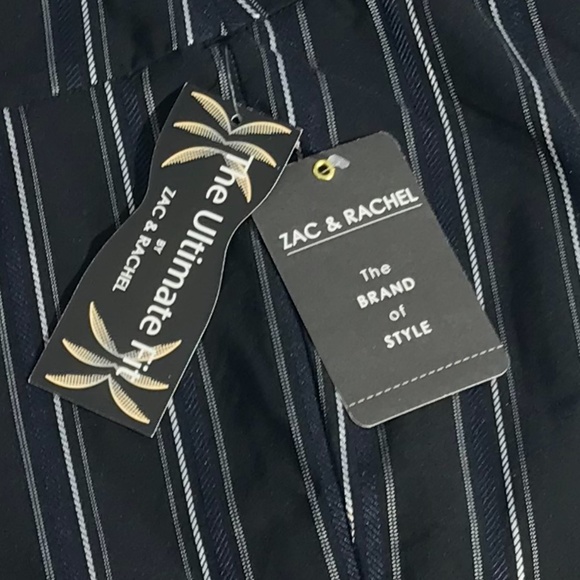 The Ultimate Fit
BY
ZAC & RACHEL
ZAC & RACHEL
The
BRAND
of
STYLE